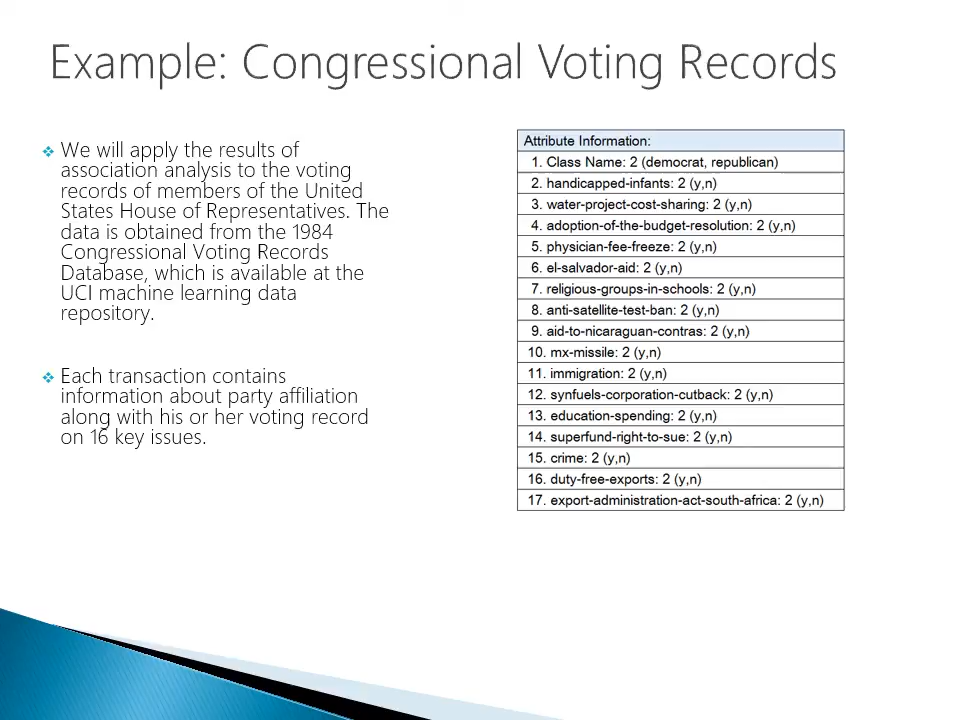 Example: Congressional Voting Records
❖ We will apply the results of
association analysis to the voting
records of members of the United
States House of Representatives. The
data is obtained from the 1984
Congressional Voting Records
Database, which is available at the
UCI machine learning data
repository.
❖ Each transaction contains
information about party affiliation
along with his or her voting record
on 16 key issues.
Attribute Information:
1. Class Name: 2 (democrat, republican)
2. handicapped-infants: 2 (y,n)
3. water-project-cost-sharing: 2 (y,n)
4. adoption-of-the-budget-resolution: 2 (y,n)
5. physician-fee-freeze: 2 (y,n)
6. el-salvador-aid: 2 (y,n)
7. religious-groups-in-schools: 2 (y,n)
8. anti-satellite-test-ban: 2 (y,n)
9. aid-to-nicaraguan-contras: 2 (y,n)
10. mx-missile: 2 (y,n)
11. immigration: 2 (y,n)
12. synfuels-corporation-cutback: 2 (y,n)
13. education-spending: 2 (y,n)
14. superfund-right-to-sue: 2 (y,n)
15. crime: 2 (y,n)
16. duty-free-exports: 2 (y,n)
17. export-administration-act-south-africa: 2 (y,n)